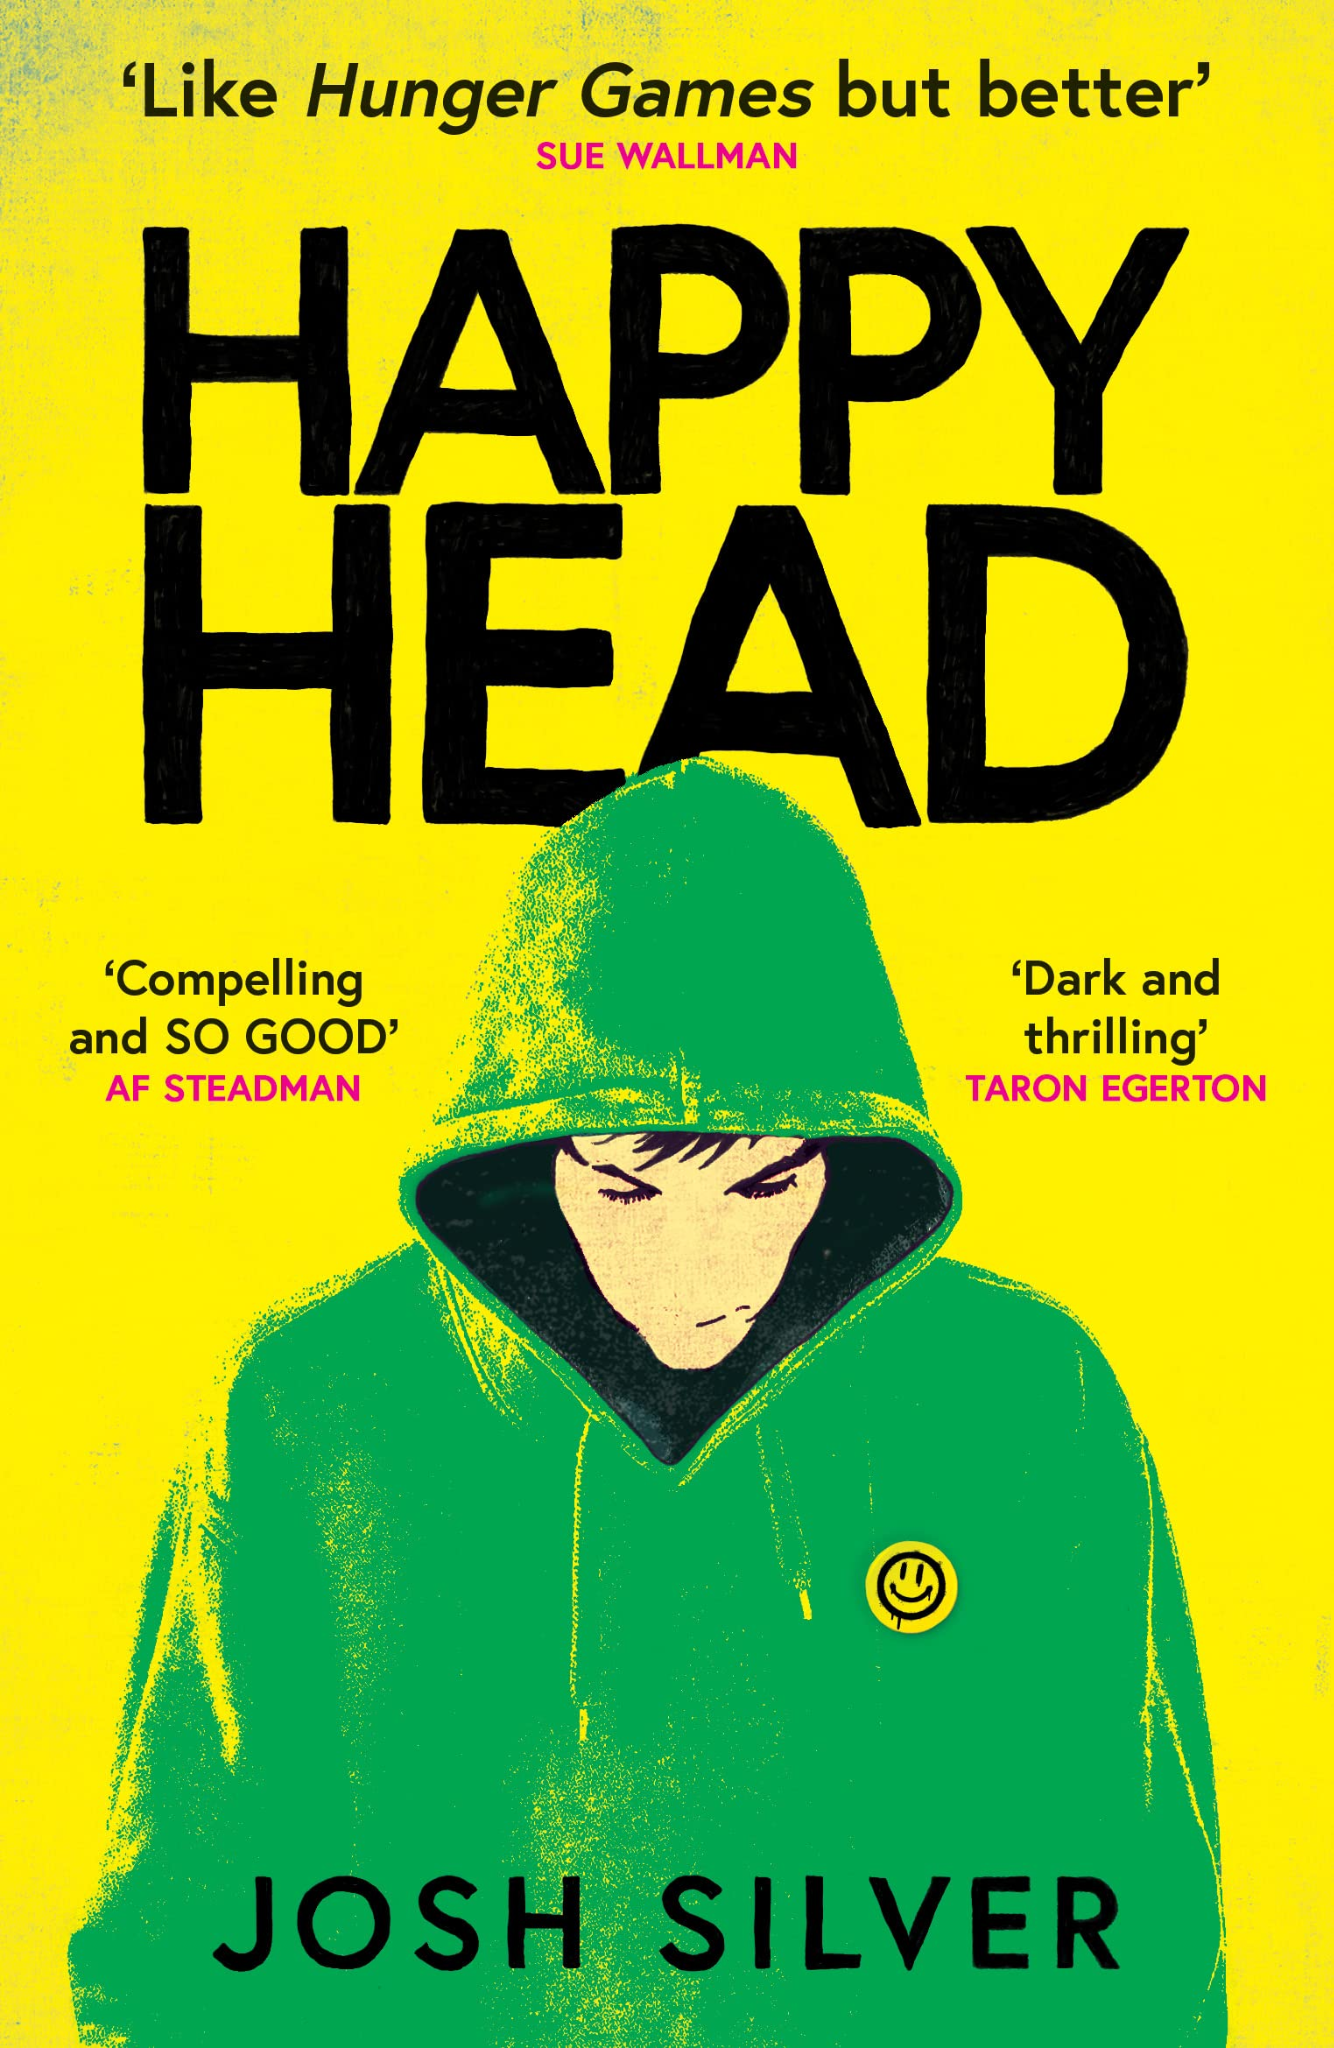 ‘Like Hunger Games but better’
SUE WALLMAN
HAPPY
HEAD
‘Compelling
and SO GOOD’
AF STEADMAN
‘Dark and
thrilling’
TARON EGERTON
JOSH SILVER